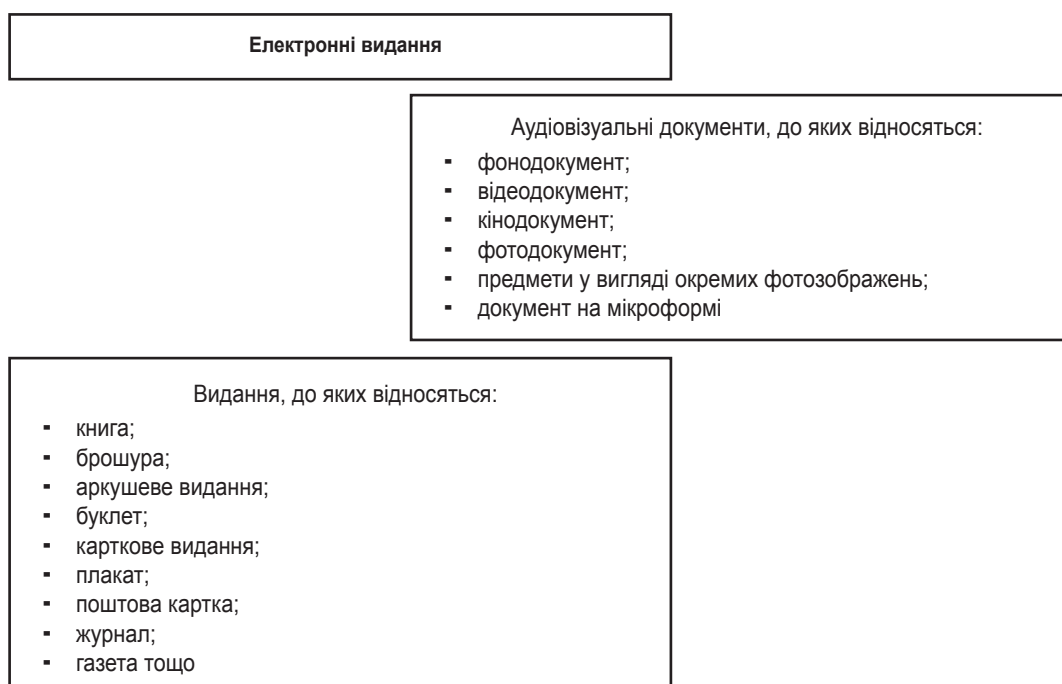 Електронні видання
Аудіовізуальні документи, до яких відносяться:
- фонодокумент;
- відеодокумент;
- кінодокумент;
- фотодокумент;
- предмети у вигляді окремих фотозображень;
- документ на мікроформі
Видання, до яких відносяться:
- книга;
- брошура;
- аркушеве видання;
- буклет;
- карткове видання;
- плакат;
- поштова картка;
- журнал;
- газета тощо